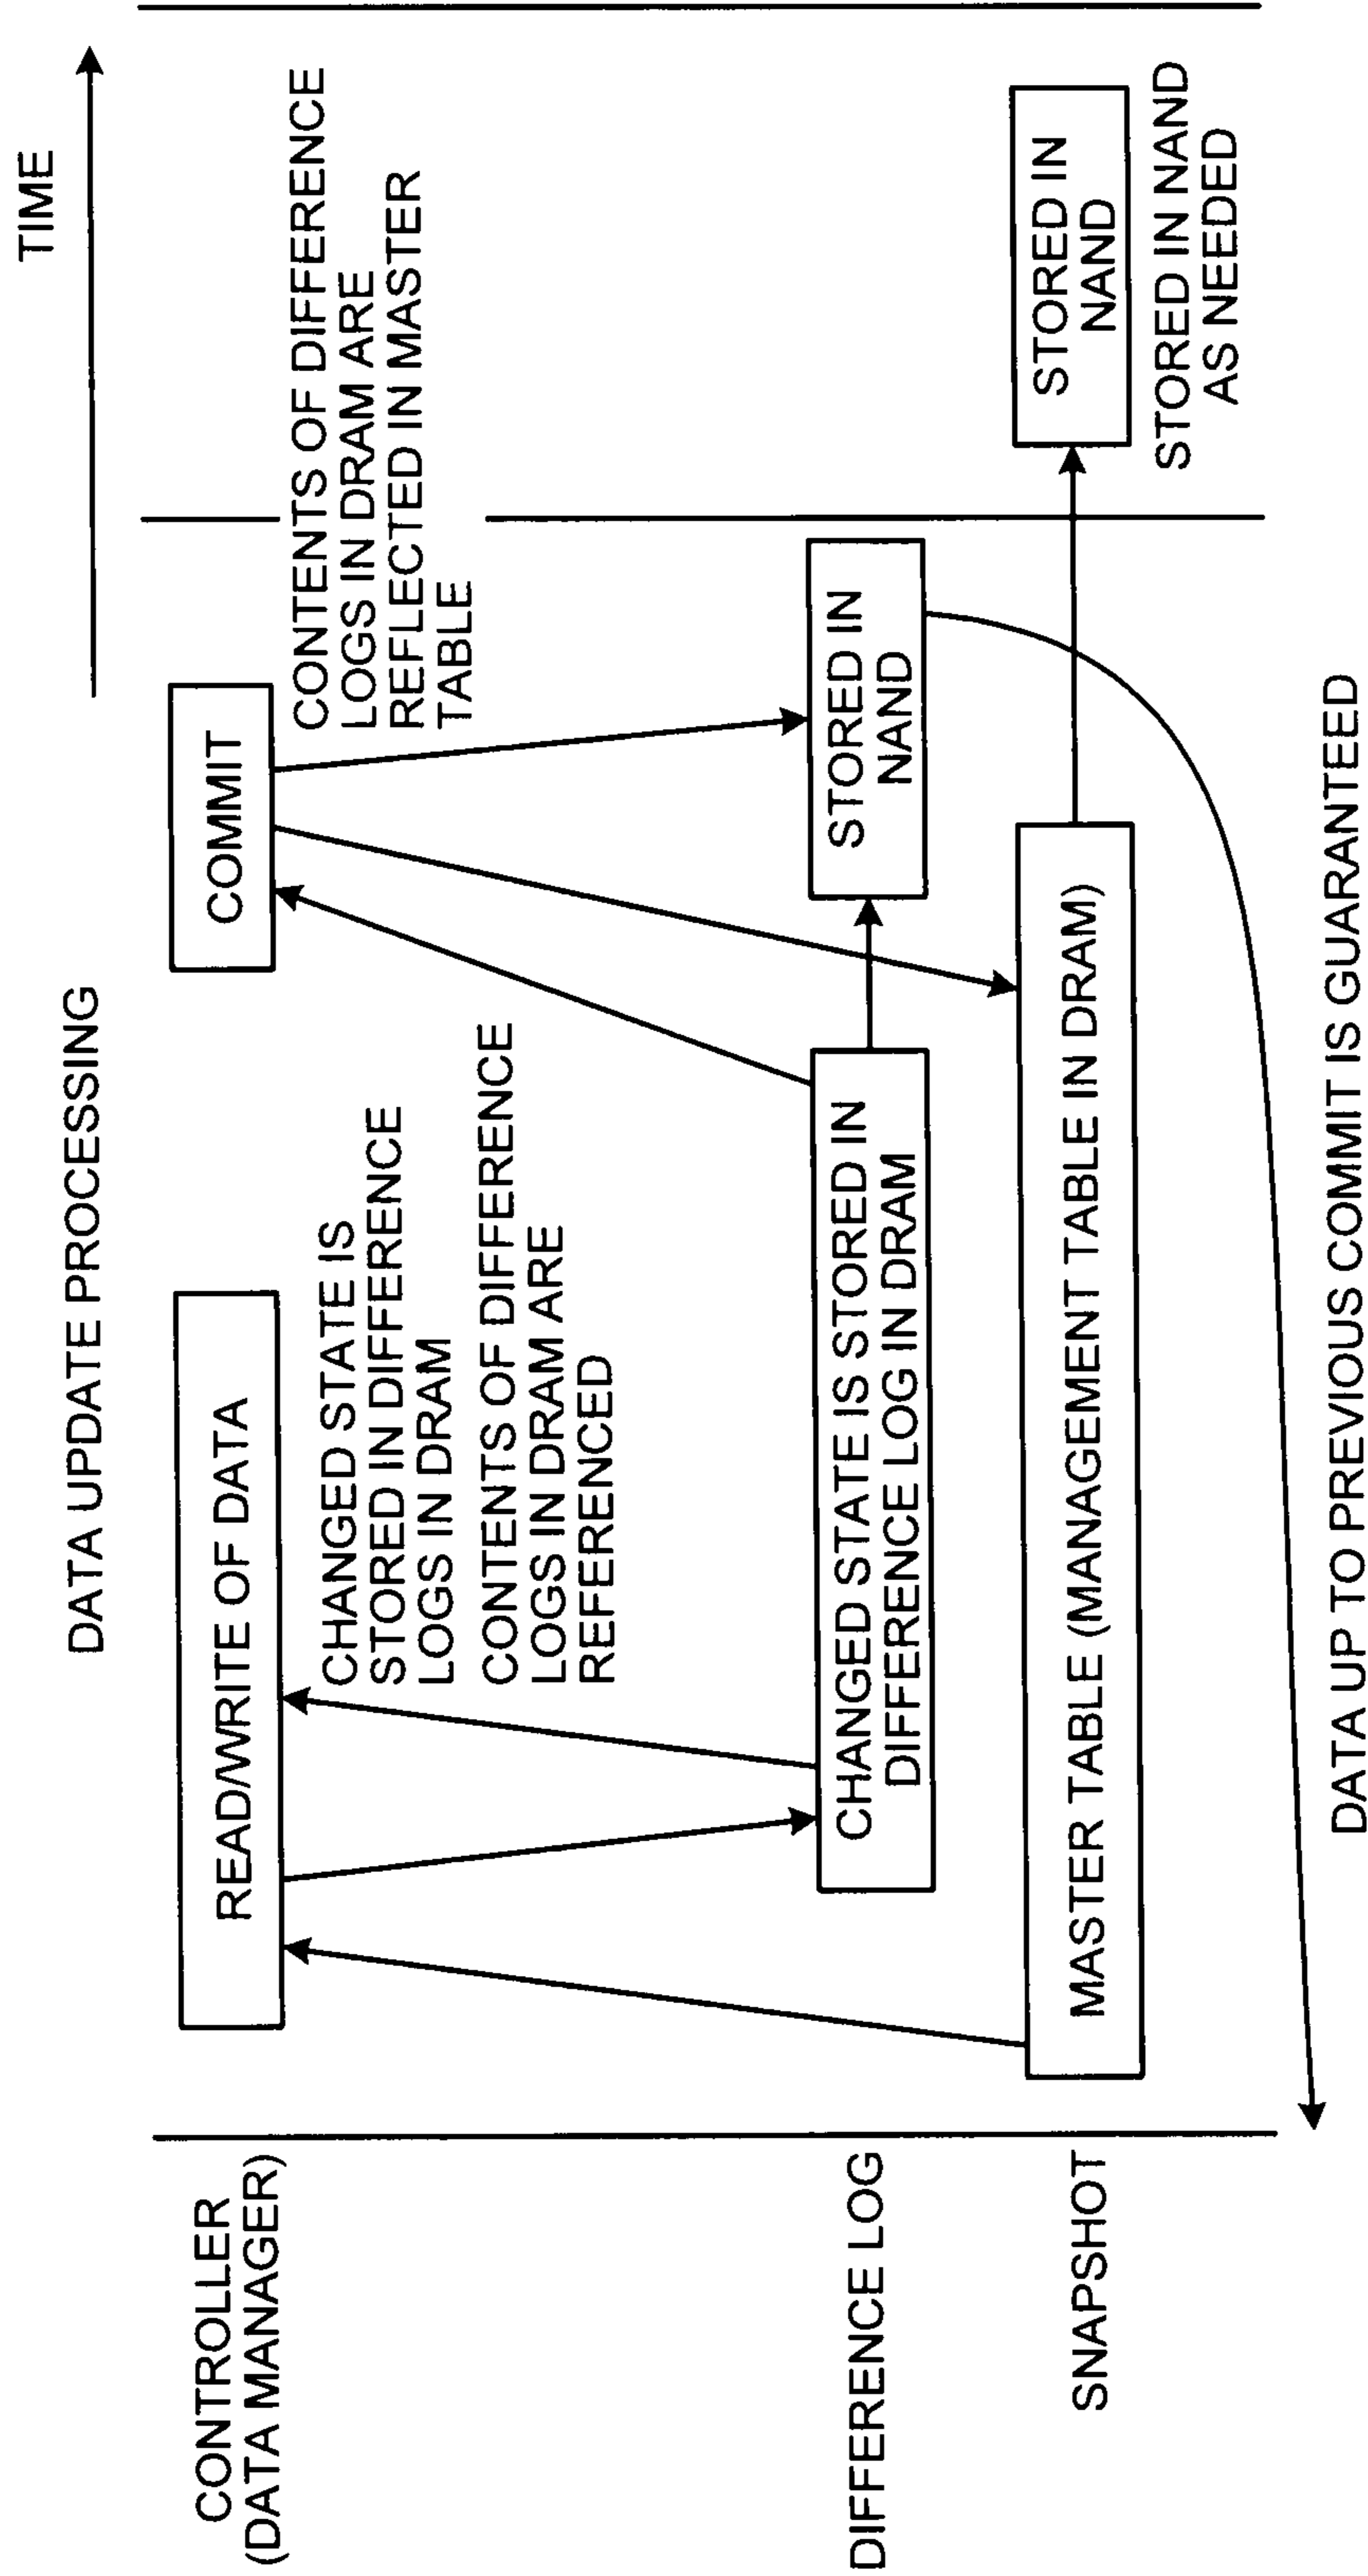 TIME
DATA UPDATE PROCESSING
CONTROLLER
(DATA MANAGER)
READ/WRITE OF DATA
COMMIT
CHANGED STATE IS
STORED IN DIFFERENCE
LOGS IN DRAM
CONTENTS OF DIFFERENCE
LOGS IN DRAM ARE
REFERENCED
CONTENTS OF DIFFERENCE
LOGS IN DRAM ARE
REFLECTED IN MASTER
TABLE
DIFFERENCE LOG
CHANGED STATE IS STORED IN
DIFFERENCE LOG IN DRAM
STORED IN
NAND
SNAPSHOT
MASTER TABLE (MANAGEMENT TABLE IN DRAM)
STORED IN
NAND
STORED IN NAND
AS NEEDED
DATA UP TO PREVIOUS COMMIT IS GUARANTEED